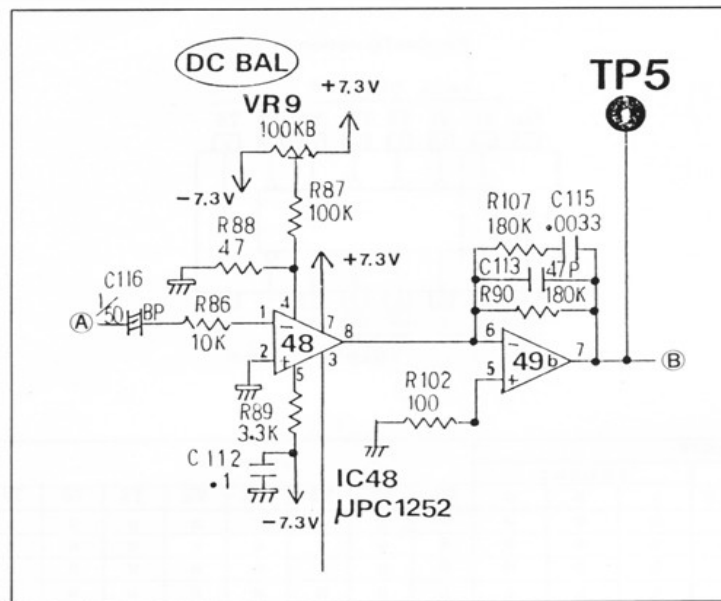 DC BAL
TP5
+7.3V
VR9
100KB
-7.3V
R87
100K
R88
47
+7.3V
R107
180K
C115
.0033
C113
47P
R90
180K
C116
1/50
BP
A
R86
10K
1
4
7
2
48
8
5
3
6
49b
7
5
B
R102
100
R89
3.3K
C112
.1
-7.3V
IC48
μPC1252